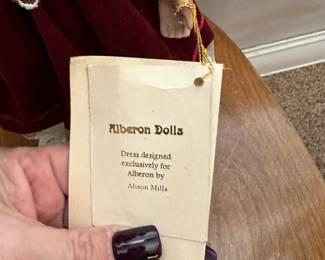 Alberon Dolls
Dress designed
exclusively for
Alberon by
Alison Mills